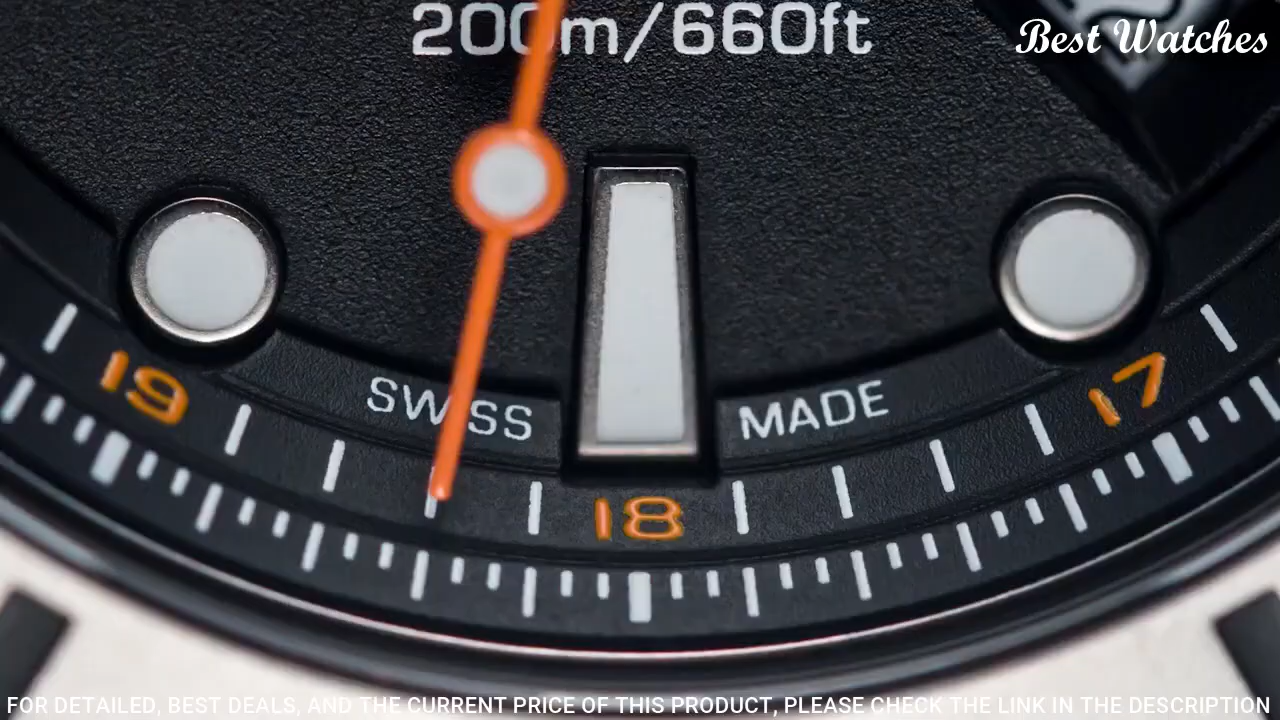 200m/660ft
Best Watches
SWISS MADE
19 18 17
FOR DETAILED, BEST DEALS, AND THE CURRENT PRICE OF THIS PRODUCT, PLEASE CHECK THE LINK IN THE DESCRIPTION